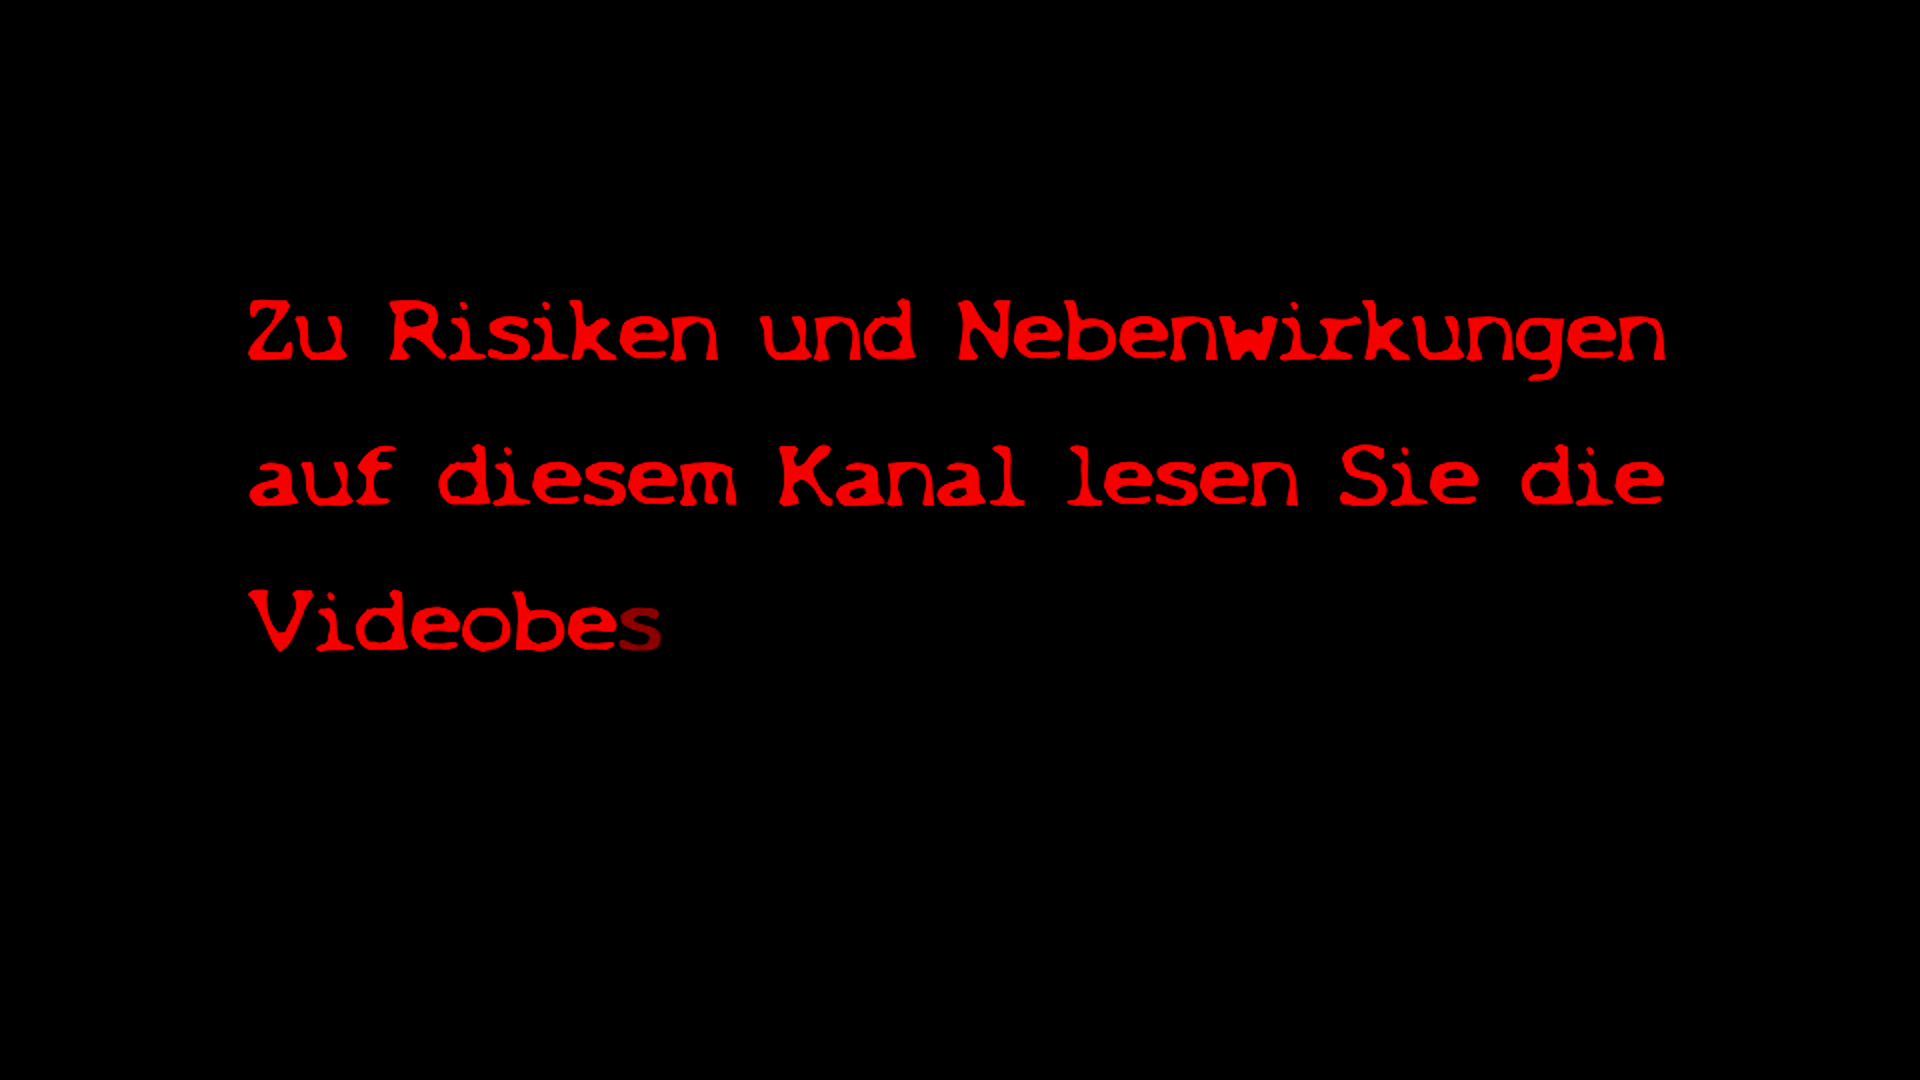 Zu Risiken und Nebenwirkungen
auf diesem Kanal lesen Sie die
Videobes